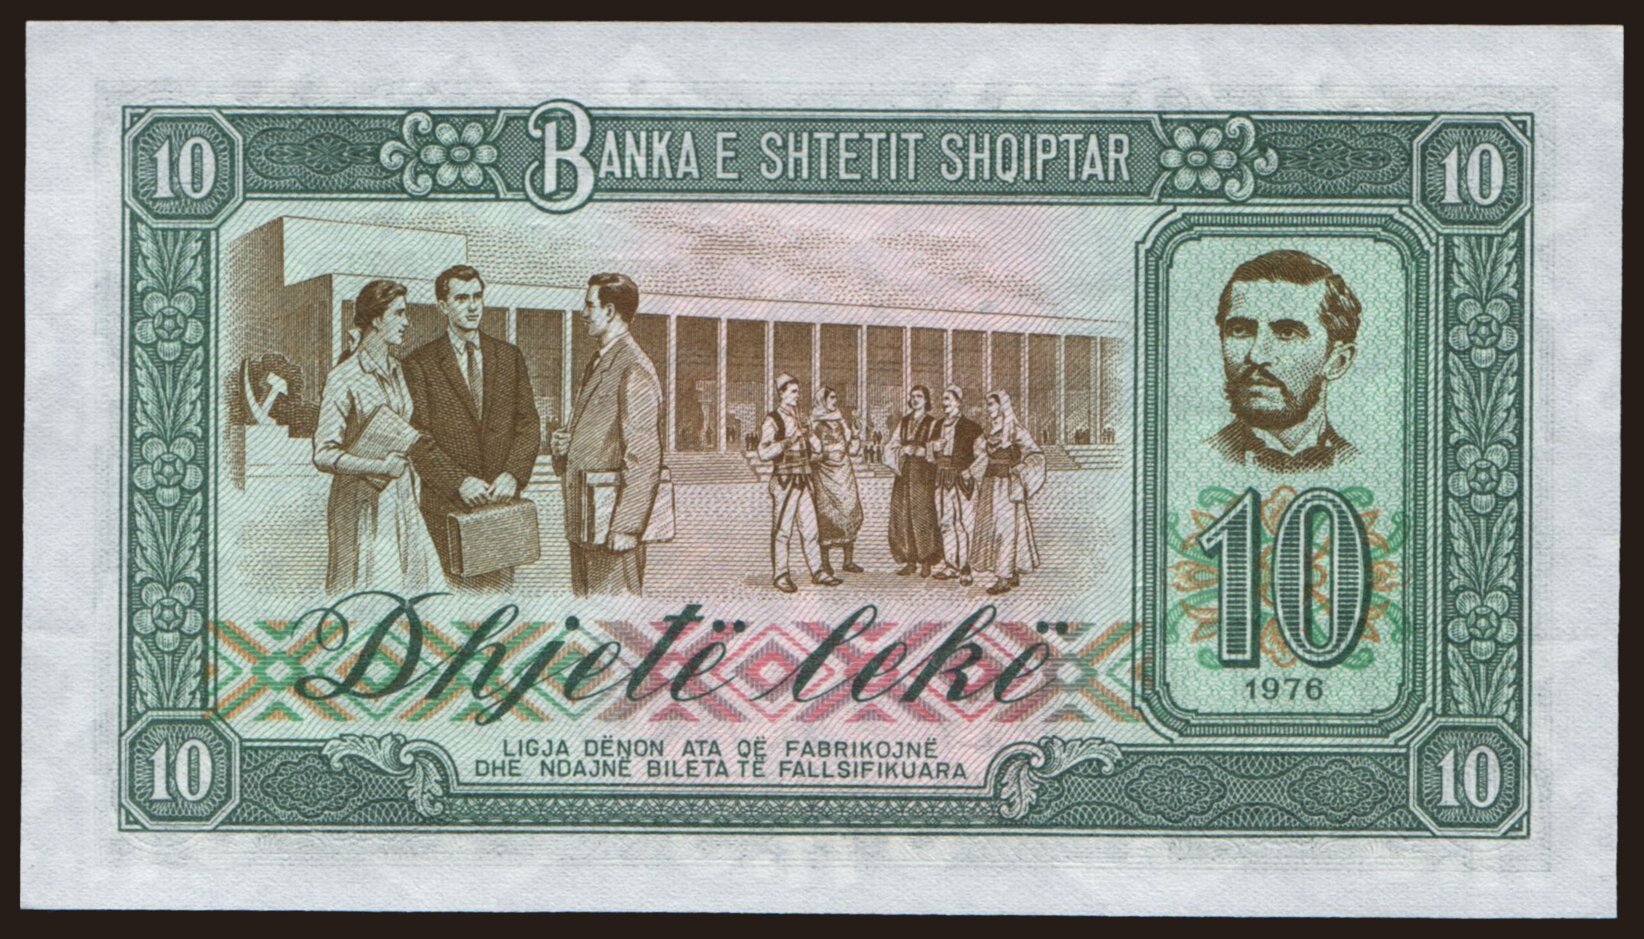 10
BANKA E SHTETIT SHQIPTAR
10
Dhjetë lekë
10
1976
LIGJA DËNON ATA QË FABRIKOJNË
DHE NDAJNË BILETA TË FALLSIFIKUARA
10
10